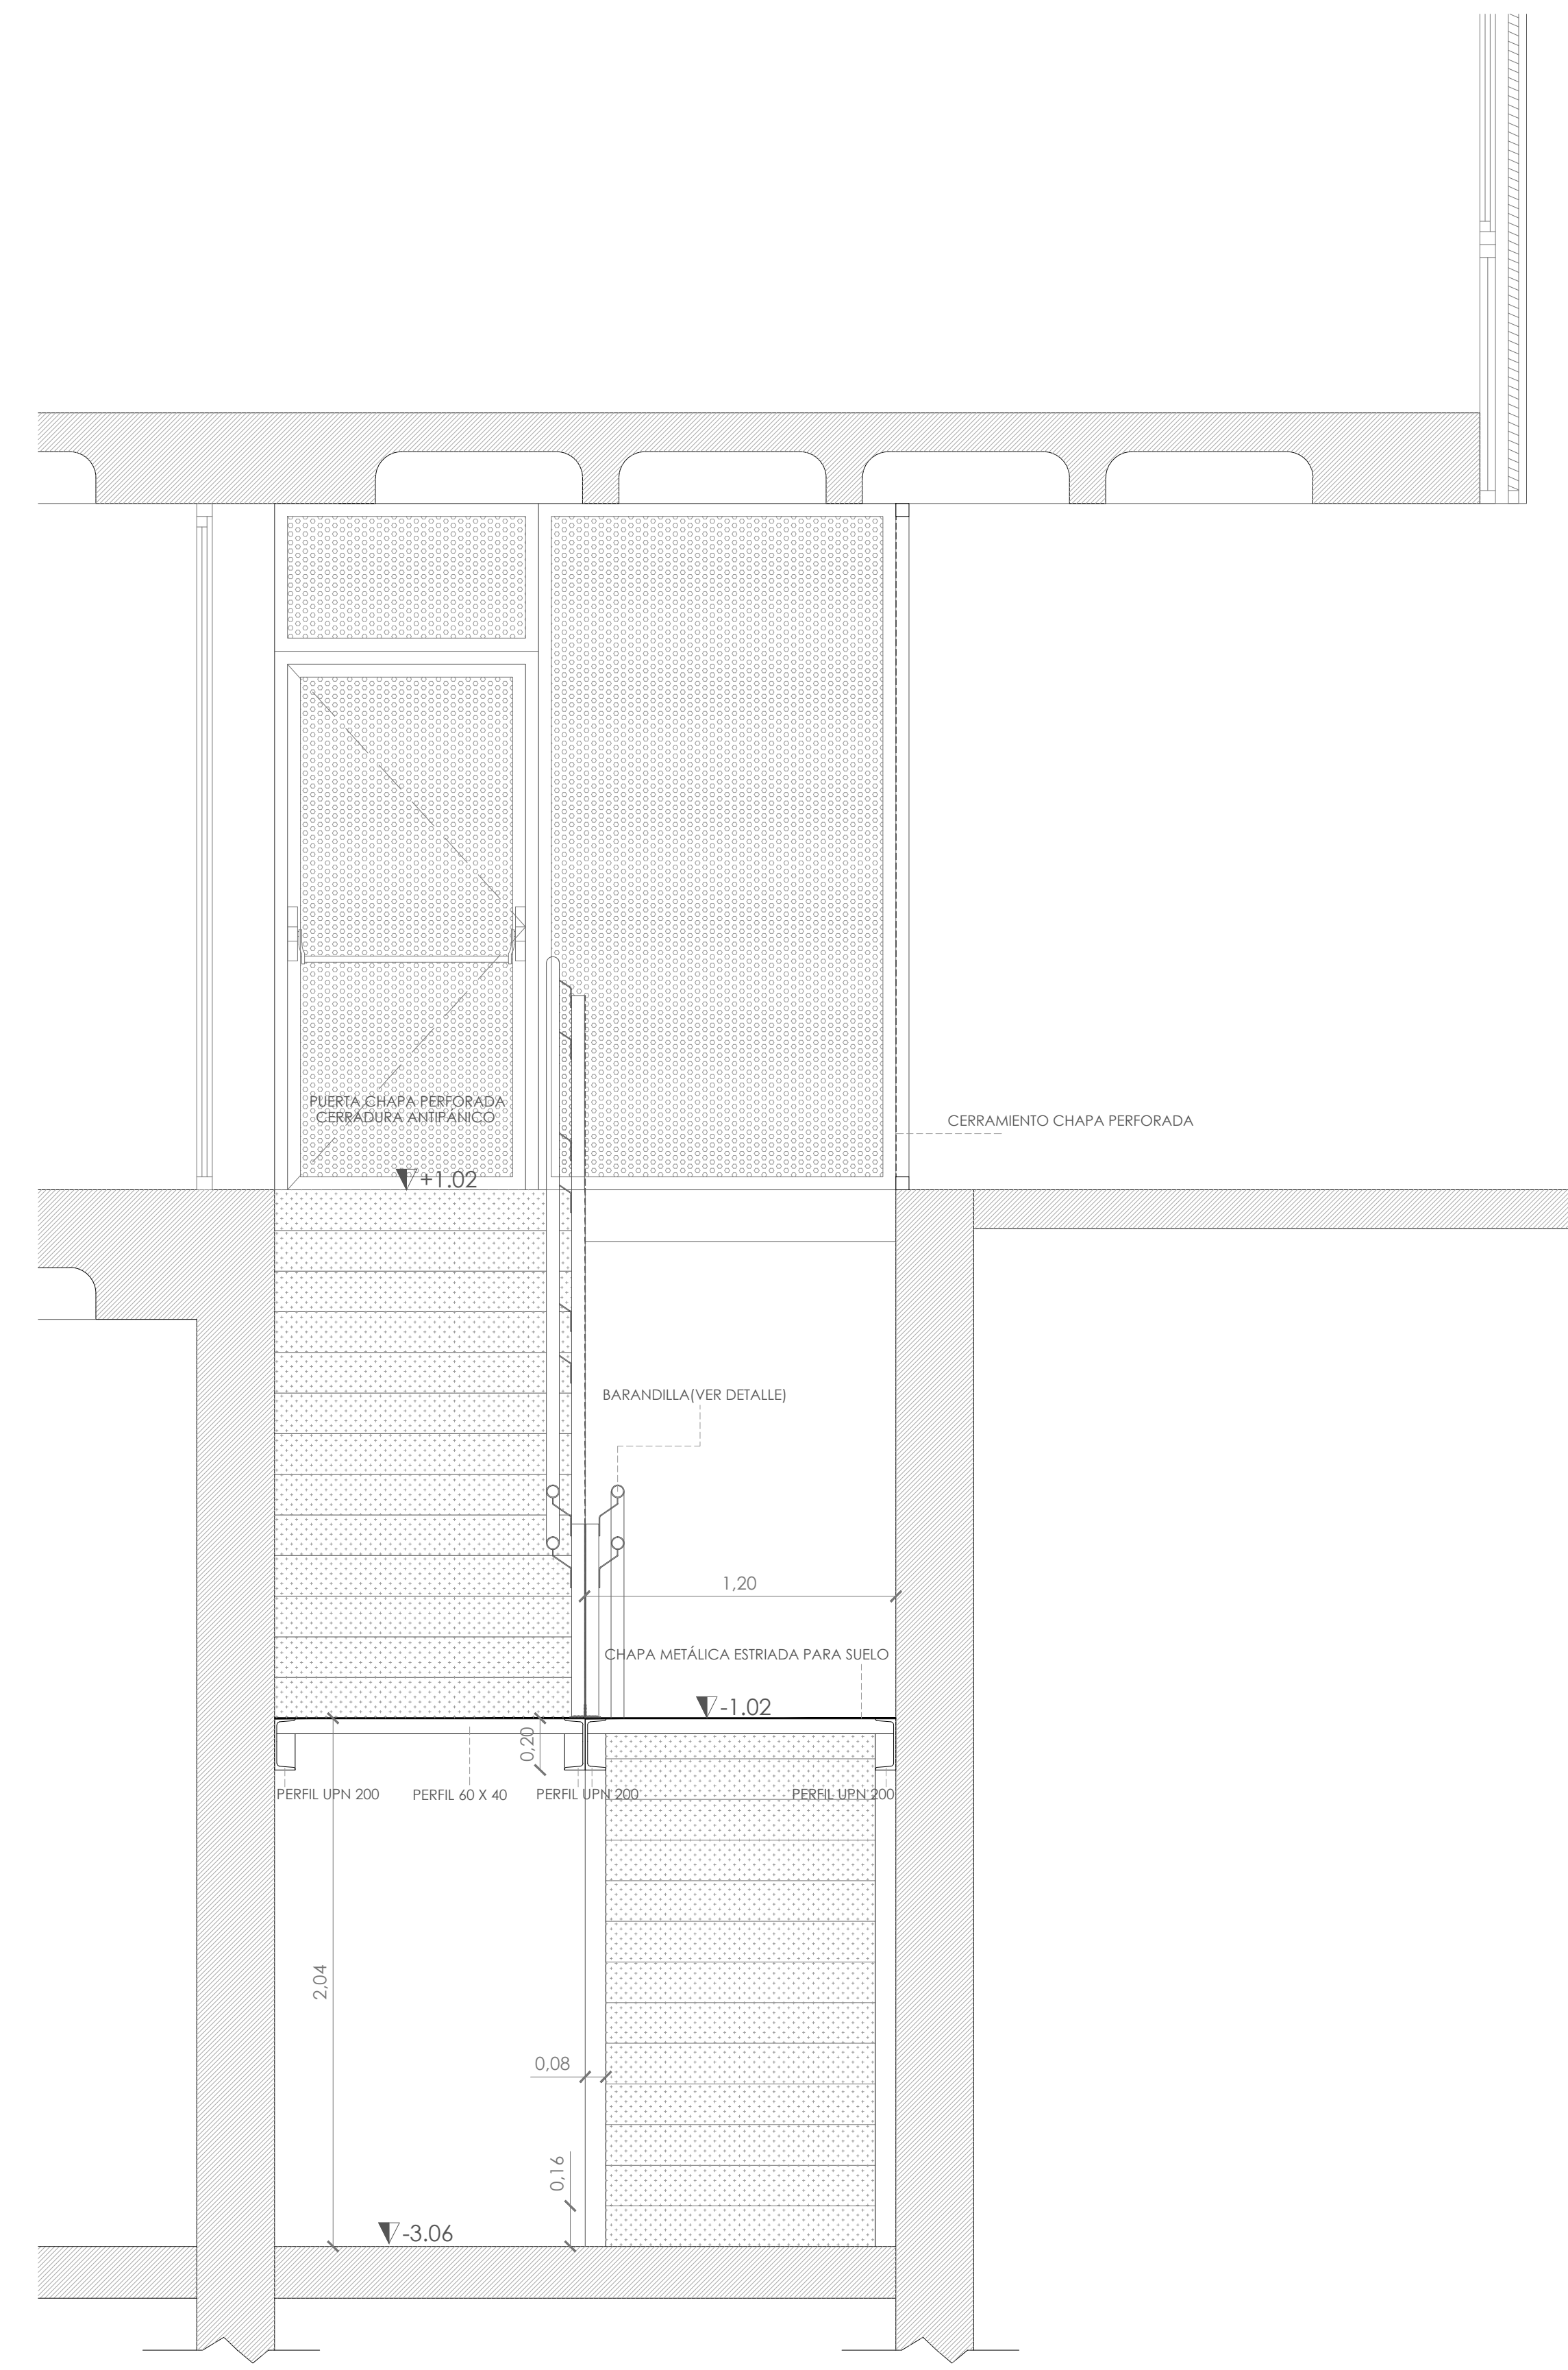 PUERTA CHAPA PERFORADA
CERRADURA ANTIPÁNICO
CERRAMIENTO CHAPA PERFORADA
+1.02
BARANDILLA(VER DETALLE)
1,20
CHAPA METÁLICA ESTRIADA PARA SUELO
-1.02
0,20
PERFIL UPN 200
PERFIL 60 X 40
PERFIL UPN 200
PERFIL UPN 200
2,04
0,08
0,16
-3.06